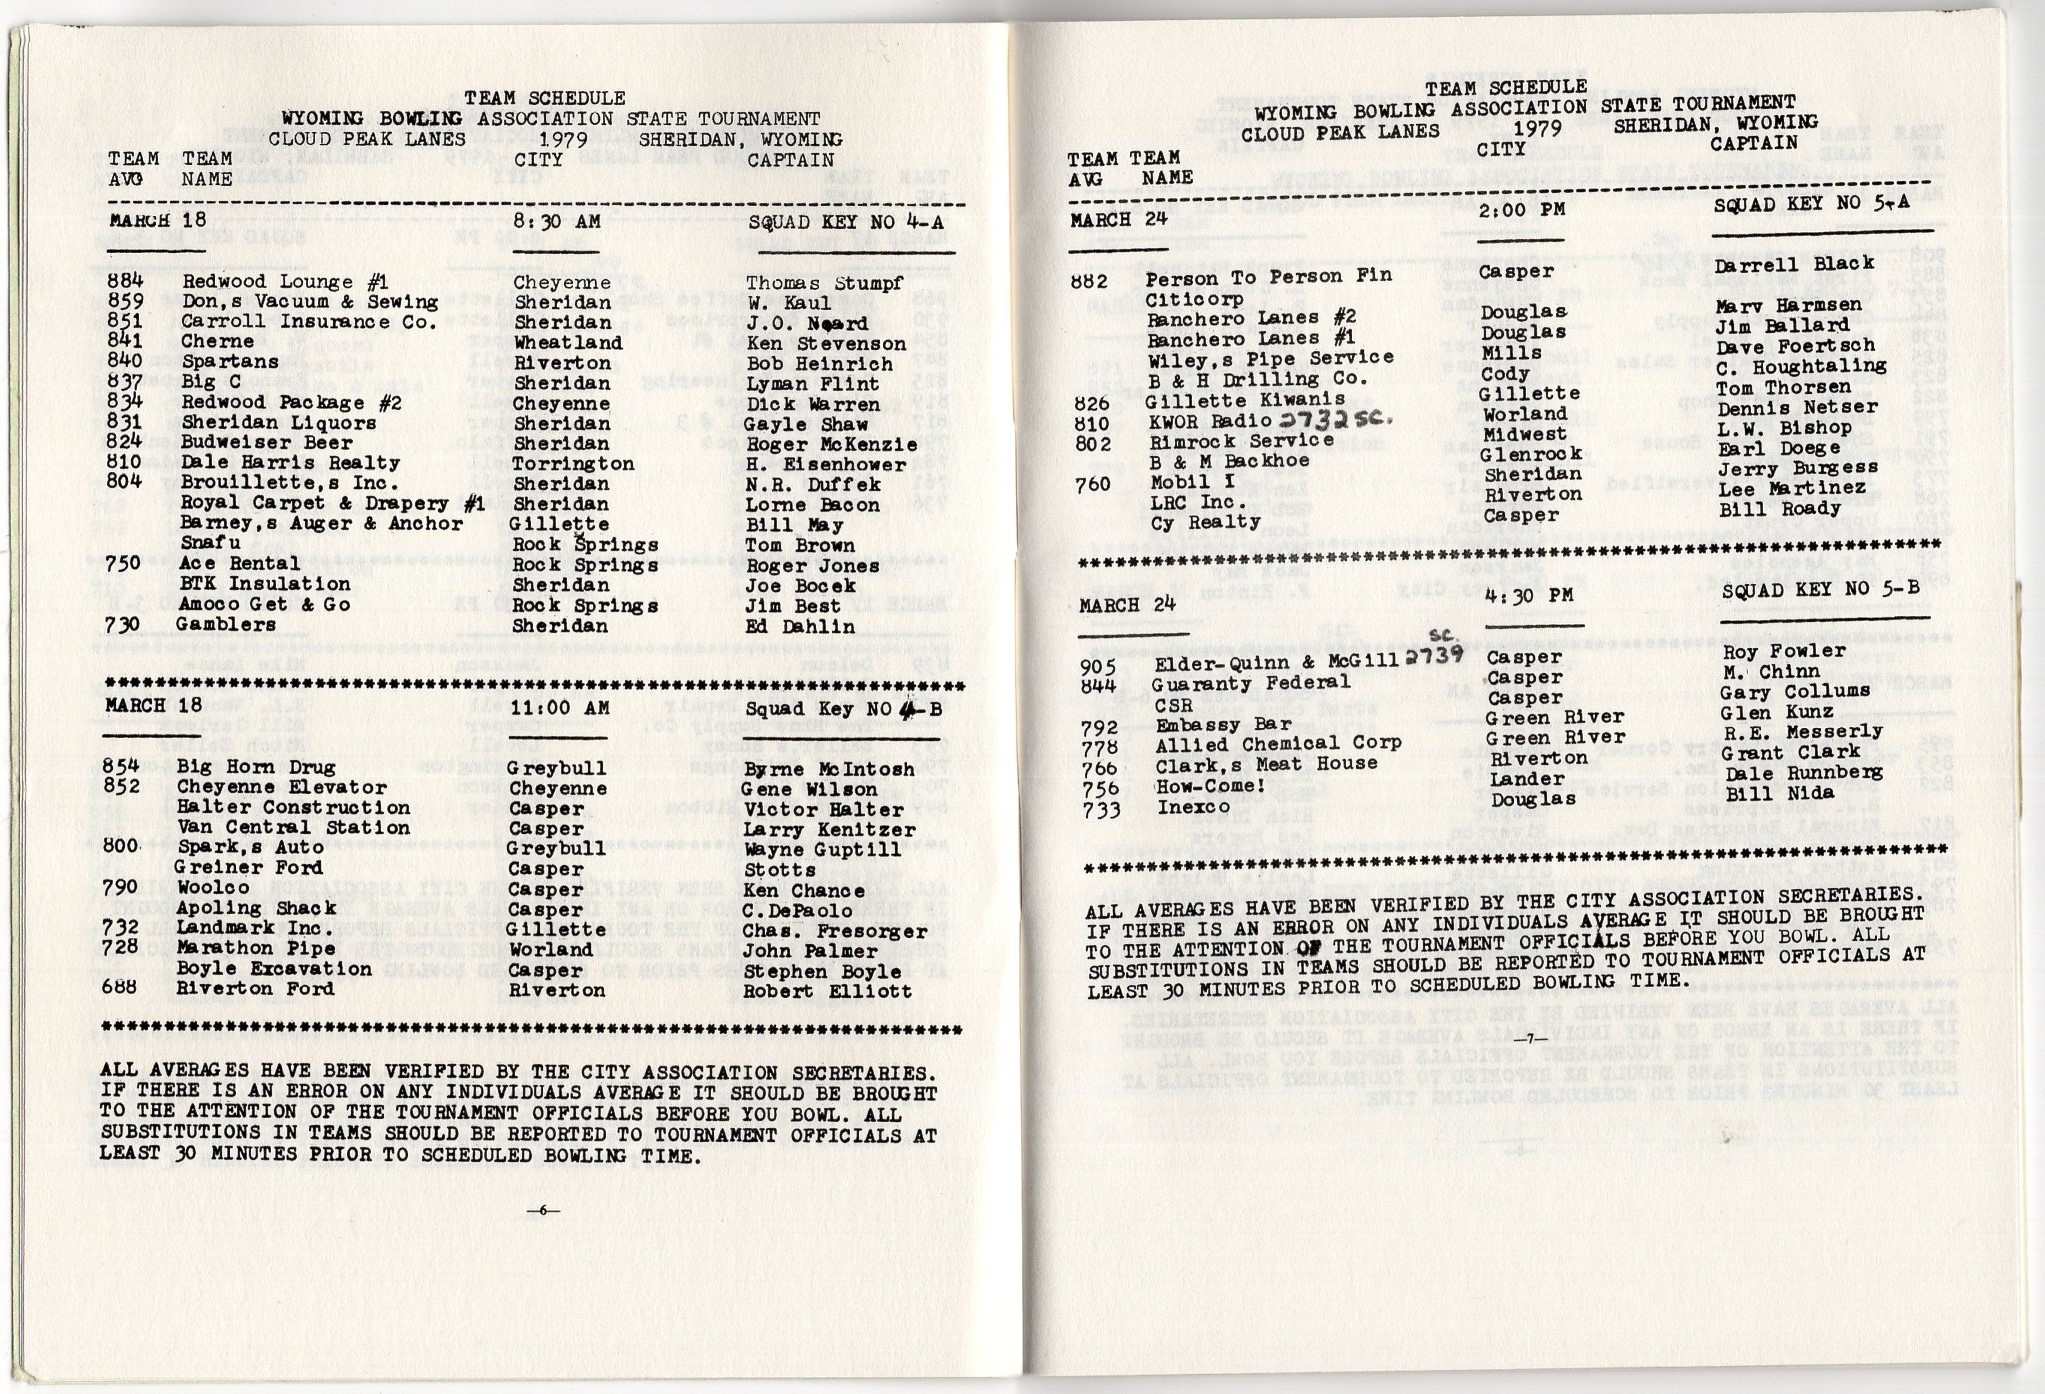 TEAM SCHEDULE
WYOMING BOWLING ASSOCIATION STATE TOURNAMENT
CLOUD PEAK LANES 1979 SHERIDAN, WYOMING
TEAM TEAM CITY CAPTAIN
AVG NAME
MARCH 18 8:30 AM SQUAD KEY NO 4-A
884 Redwood Lounge #1 Cheyenne Thomas Stumpf
859 Don,s Vacuum & Sewing Sheridan W. Kaul
851 Carroll Insurance Co. Sheridan J.O. Neard
841 Cherne Wheatland Ken Stevenson
840 Spartans Riverton Bob Heinrich
837 Big C Sheridan Lyman Flint
834 Redwood Package #2 Cheyenne Dick Warren
831 Sheridan Liquors Sheridan Gayle Shaw
824 Budweiser Beer Sheridan Roger McKenzie
810 Dale Harris Realty Torrington H. Eisenhower
804 Brouillette,s Inc. Sheridan N.R. Duffek
Royal Carpet & Drapery #1 Sheridan Lorne Bacon
Barney,s Auger & Anchor Gillette Bill May
Snafu Rock Springs Tom Brown
750 Ace Rental Rock Springs Roger Jones
BTK Insulation Sheridan Joe Bocek
Amoco Get & Go Rock Springs Jim Best
730 Gamblers Sheridan Ed Dahlin
MARCH 18 11:00 AM Squad Key NO 4-B
854 Big Horn Drug Greybull Byrne McIntosh
852 Cheyenne Elevator Cheyenne Gene Wilson
Halter Construction Casper Victor Halter
Van Central Station Casper Larry Kenitzer
800 Spark,s Auto Greybull Wayne Guptill
Greiner Ford Casper Stotts
790 Woolco Casper Ken Chance
Apoling Shack Casper C.DePaolo
732 Landmark Inc. Gillette Chas. Fresorger
728 Marathon Pipe Worland John Palmer
Boyle Excavation Casper Stephen Boyle
688 Riverton Ford Riverton Robert Elliott
ALL AVERAGES HAVE BEEN VERIFIED BY THE CITY ASSOCIATION SECRETARIES.
IF THERE IS AN ERROR ON ANY INDIVIDUALS AVERAGE IT SHOULD BE BROUGHT
TO THE ATTENTION OF THE TOURNAMENT OFFICIALS BEFORE YOU BOWL. ALL
SUBSTITUTIONS IN TEAMS SHOULD BE REPORTED TO TOURNAMENT OFFICIALS AT
LEAST 30 MINUTES PRIOR TO SCHEDULED BOWLING TIME.
—6—
TEAM SCHEDULE
WYOMING BOWLING ASSOCIATION STATE TOURNAMENT
CLOUD PEAK LANES 1979 SHERIDAN, WYOMING
TEAM TEAM CITY CAPTAIN
AVG NAME
MARCH 24 2:00 PM SQUAD KEY NO 5-A
882 Person To Person Fin Casper Darrell Black
Citicorp
Ranchero Lanes #2 Douglas Marv Harmsen
Ranchero Lanes #1 Douglas Jim Ballard
Wiley,s Pipe Service Mills Dave Foertsch
B & H Drilling Co. Cody C. Houghtaling
826 Gillette Kiwanis Gillette Tom Thorsen
810 KWOR Radio 2732 SC. Worland Dennis Netser
802 Rimrock Service Midwest L.W. Bishop
B & M Backhoe Glenrock Earl Doege
760 Mobil I Sheridan Jerry Burgess
LRC Inc. Riverton Lee Martinez
Cy Realty Casper Bill Roady
MARCH 24 4:30 PM SQUAD KEY NO 5-B
SC.
905 Elder-Quinn & McGill 2739 Casper Roy Fowler
844 Guaranty Federal Casper M. Chinn
CSR Casper Gary Collums
792 Embassy Bar Green River Glen Kunz
778 Allied Chemical Corp Green River R.E. Messerly
766 Clark,s Meat House Riverton Grant Clark
756 How-Come! Lander Dale Runnberg
733 Inexco Douglas Bill Nida
ALL AVERAGES HAVE BEEN VERIFIED BY THE CITY ASSOCIATION SECRETARIES.
IF THERE IS AN ERROR ON ANY INDIVIDUALS AVERAGE IT SHOULD BE BROUGHT
TO THE ATTENTION OF THE TOURNAMENT OFFICIALS BEFORE YOU BOWL. ALL
SUBSTITUTIONS IN TEAMS SHOULD BE REPORTED TO TOURNAMENT OFFICIALS AT
LEAST 30 MINUTES PRIOR TO SCHEDULED BOWLING TIME.
—7—